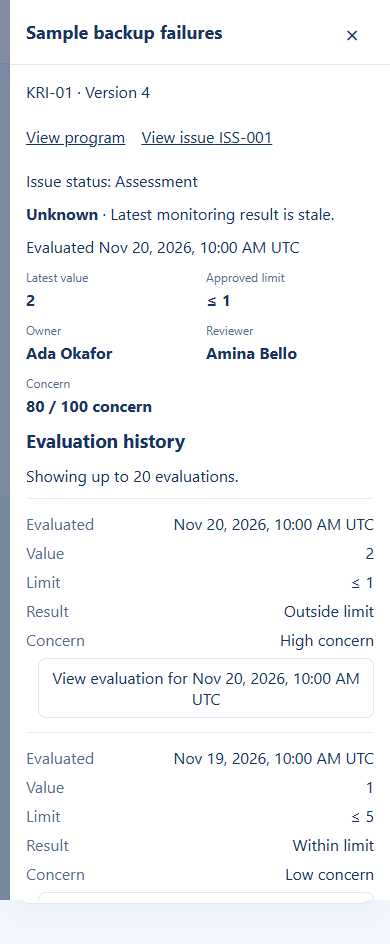 Sample backup failures
×
KRI-01 · Version 4
View program View issue ISS-001
Issue status: Assessment
Unknown · Latest monitoring result is stale.
Evaluated Nov 20, 2026, 10:00 AM UTC
Latest value Approved limit
2 ≤ 1
Owner Reviewer
Ada Okafor Amina Bello
Concern
80 / 100 concern
Evaluation history
Showing up to 20 evaluations.
Evaluated Nov 20, 2026, 10:00 AM UTC
Value 2
Limit ≤ 1
Result Outside limit
Concern High concern
View evaluation for Nov 20, 2026, 10:00 AM
UTC
Evaluated Nov 19, 2026, 10:00 AM UTC
Value 1
Limit ≤ 5
Result Within limit
Concern Low concern